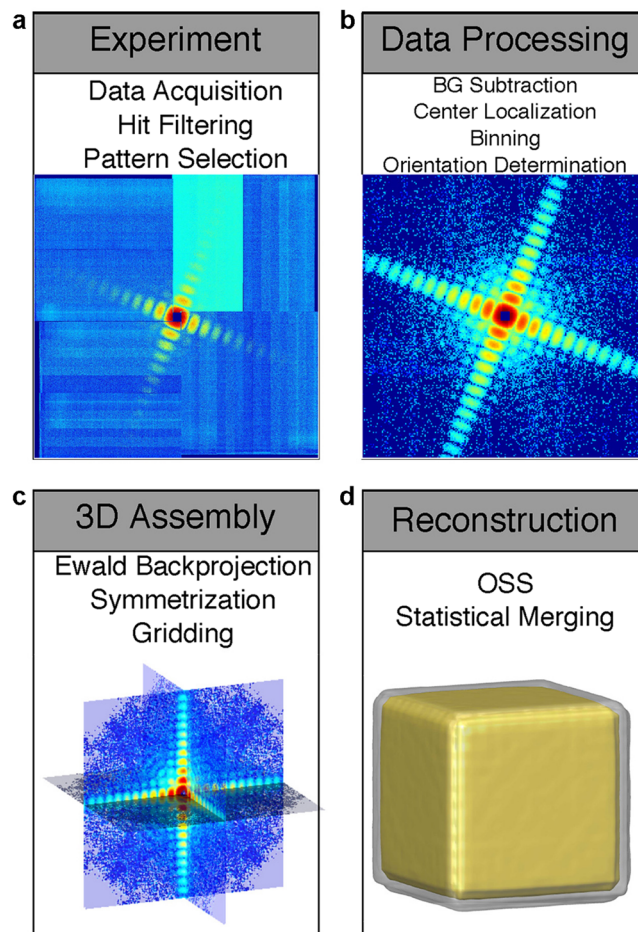 a
Experiment
Data Acquisition
Hit Filtering
Pattern Selection
b
Data Processing
BG Subtraction
Center Localization
Binning
Orientation Determination
c
3D Assembly
Ewald Backprojection
Symmetrization
Gridding
d
Reconstruction
OSS
Statistical Merging